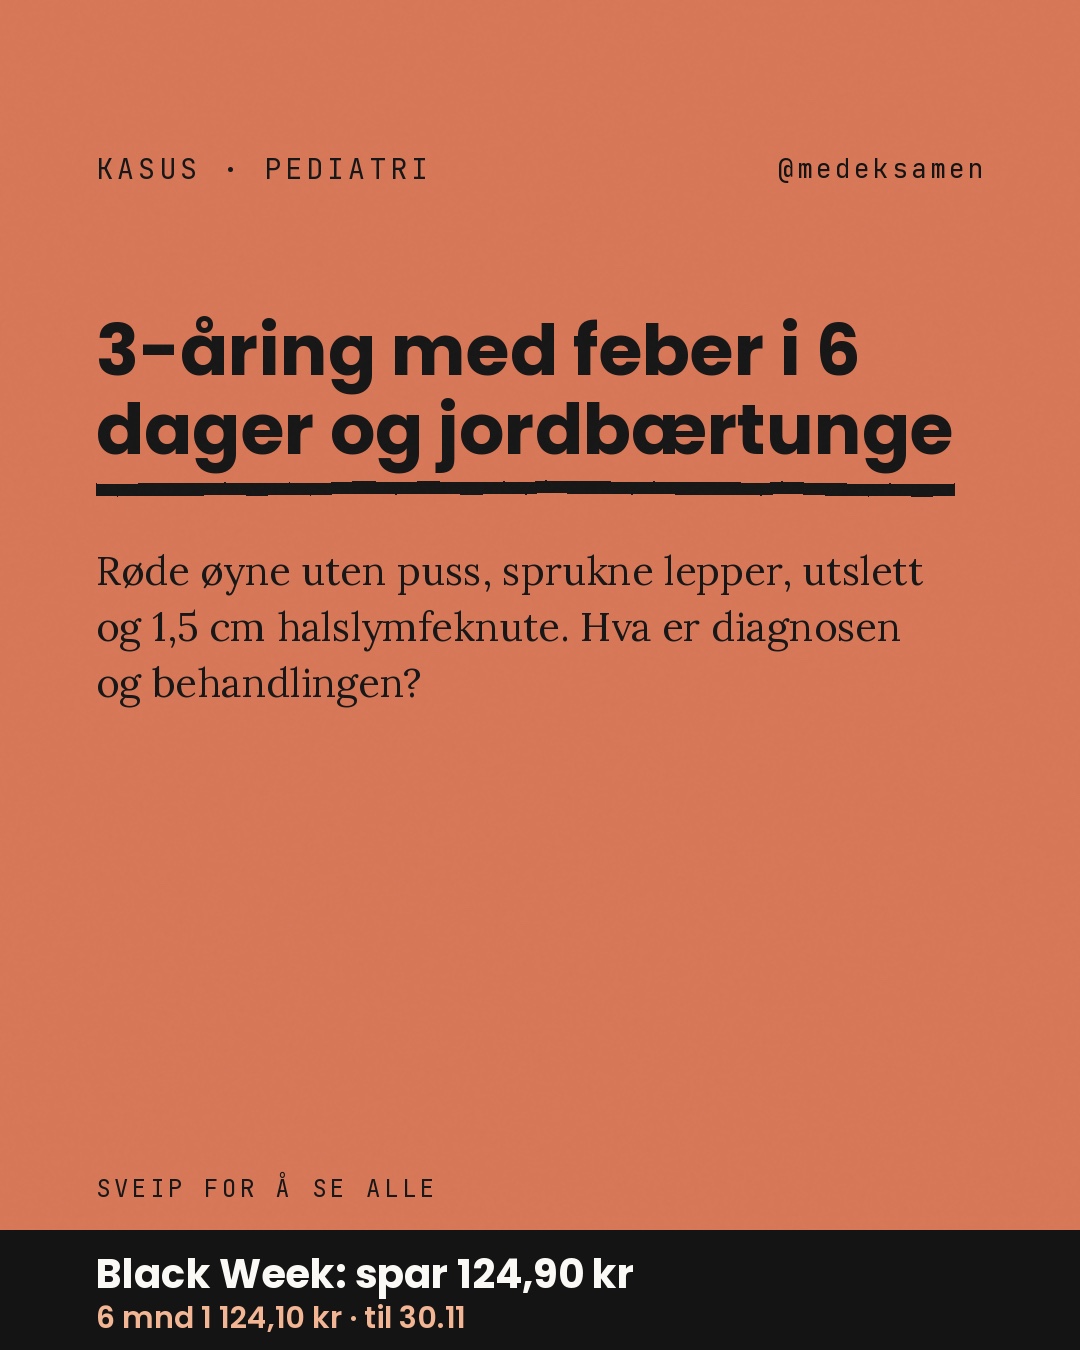 KASUS · PEDIATRI
@medeksamen
3-åring med feber i 6
dager og jordbærtunge
Røde øyne uten puss, sprukne lepper, utslett
og 1,5 cm halslymfeknute. Hva er diagnosen
og behandlingen?
SVEIP FOR Å SE ALLE
Black Week: spar 124,90 kr
6 mnd 1 124,10 kr · til 30.11